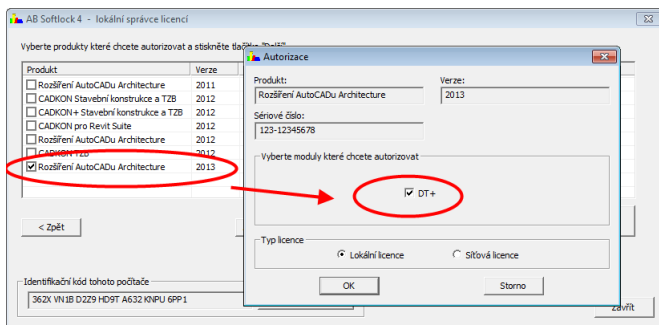 AB Softlock 4 - lokální správce licencí
Vyberte produkty které chcete autorizovat a stiskněte
Produkt Verze
Rozšíření AutoCADu Architecture 2011
CADKON Stavební konstrukce a TZB 2012
CADKON+ Stavební konstrukce a TZB 2012
CADKON pro Revit Suite 2012
Rozšíření AutoCADu Architecture 2012
CADKON TZB 2012
Rozšíření AutoCADu Architecture 2013
< Zpět
Identifikační kód tohoto počítače
362X VN1B D2Z9 HD9T A632 KNPU 6PP1
Zavřít
Autorizace
Produkt: Verze:
Rozšíření AutoCADu Architecture 2013
Sériové číslo:
123-12345678
Vyberte moduly které chcete autorizovat
DT+
Typ licence
Lokální licence Síťová licence
OK Storno